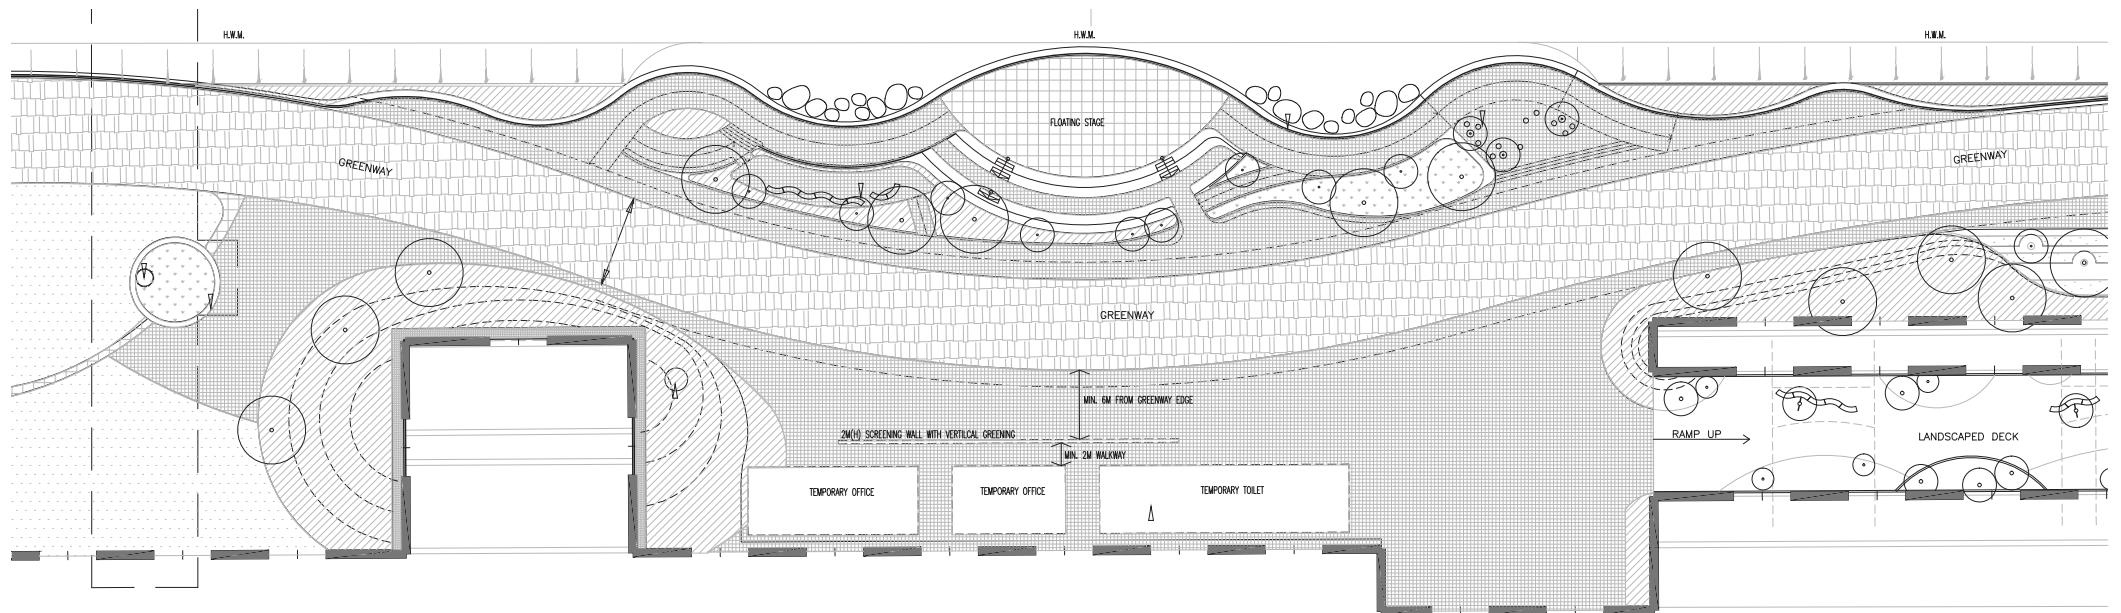 H.W.M.
H.W.M.
H.W.M.
FLOATING STAGE
GREENWAY
GREENWAY
GREENWAY
MIN. 6M FROM GREENWAY EDGE
2M(H) SCREENING WALL WITH VERTILCAL GREENING
MIN. 2M WALKWAY
RAMP UP
LANDSCAPED DECK
TEMPORARY OFFICE
TEMPORARY OFFICE
TEMPORARY TOILET